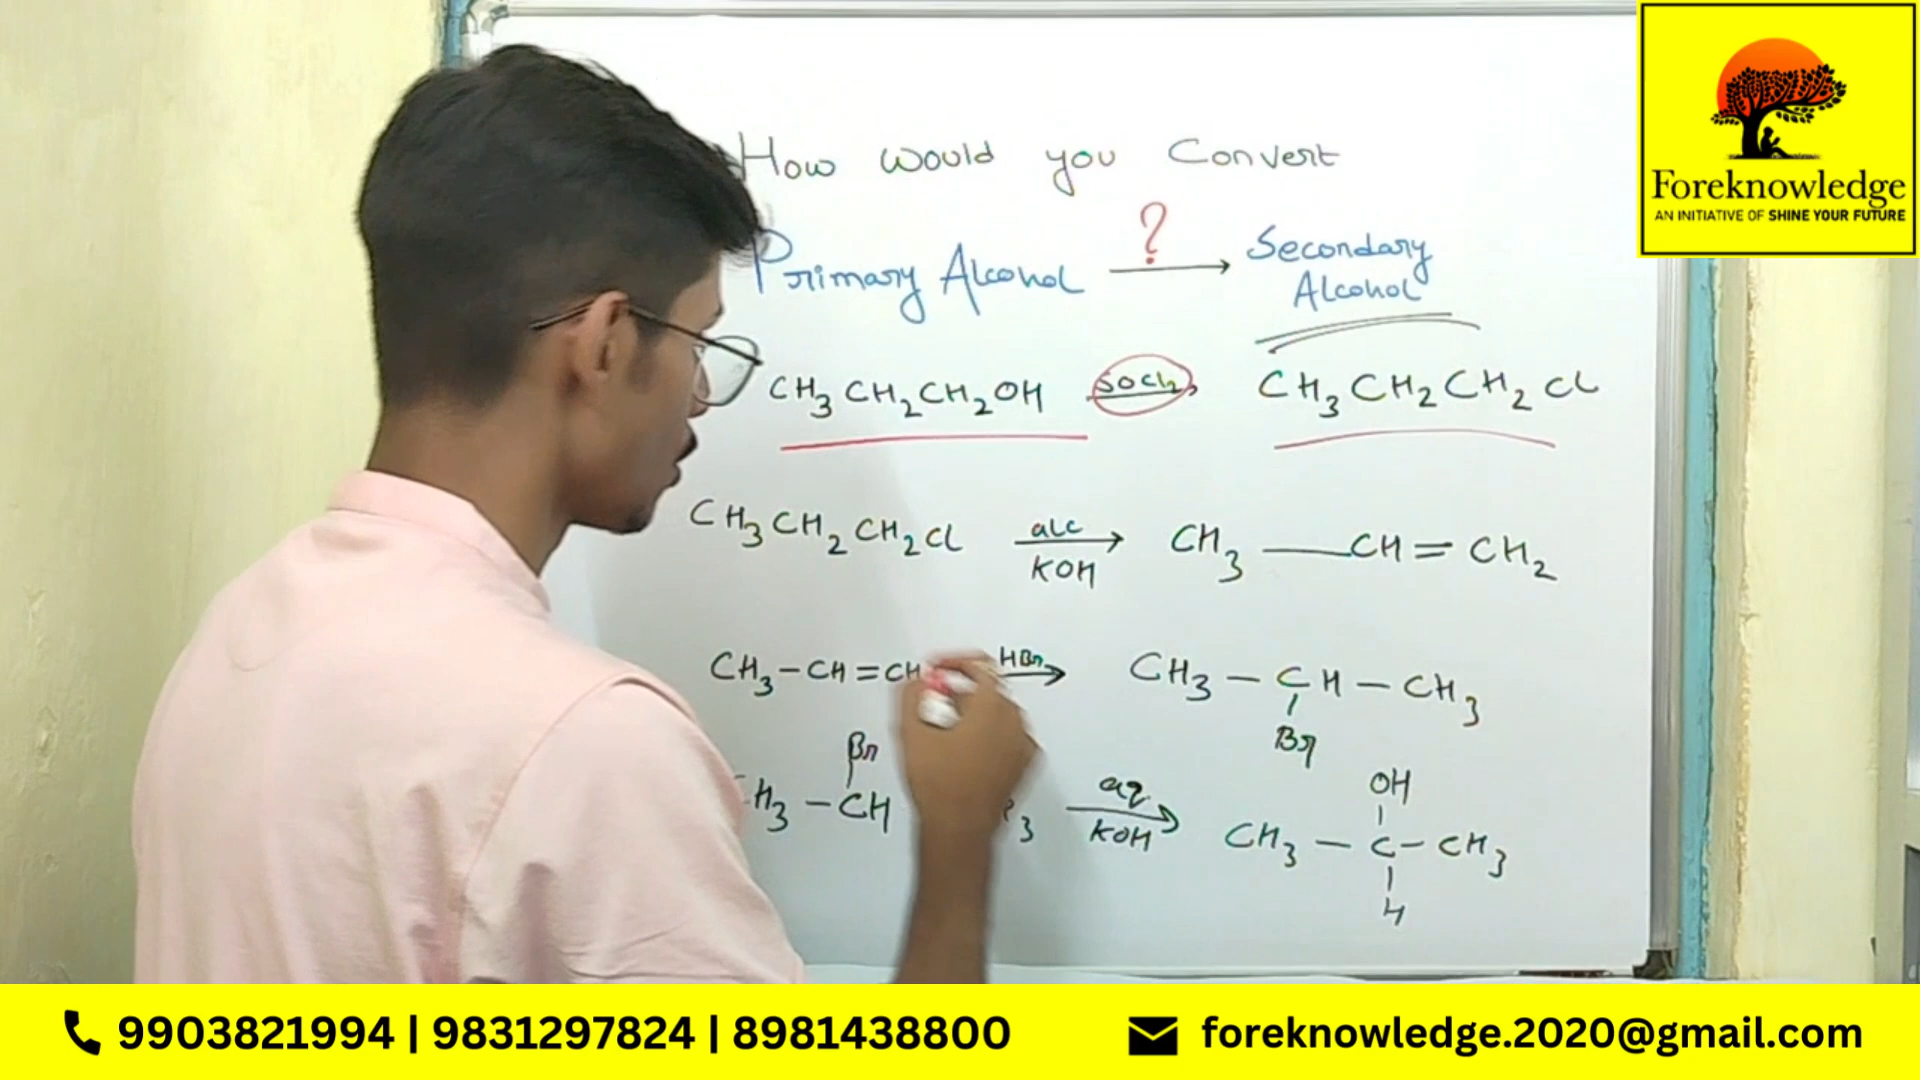 How would you Convert
?
Primary Alcohol → Secondary Alcohol
CH3CH2CH2OH SOCl2 → CH3CH2CH2Cl
CH3CH2CH2Cl alc KOH → CH3—CH=CH2
CH3-CH=CH HBr → CH3-CH-CH3
Br
Br
H3-CH 3 aq. KOH → CH3-C-CH3
OH
H
Foreknowledge
AN INITIATIVE OF SHINE YOUR FUTURE
9903821994 | 9831297824 | 8981438800
foreknowledge.2020@gmail.com